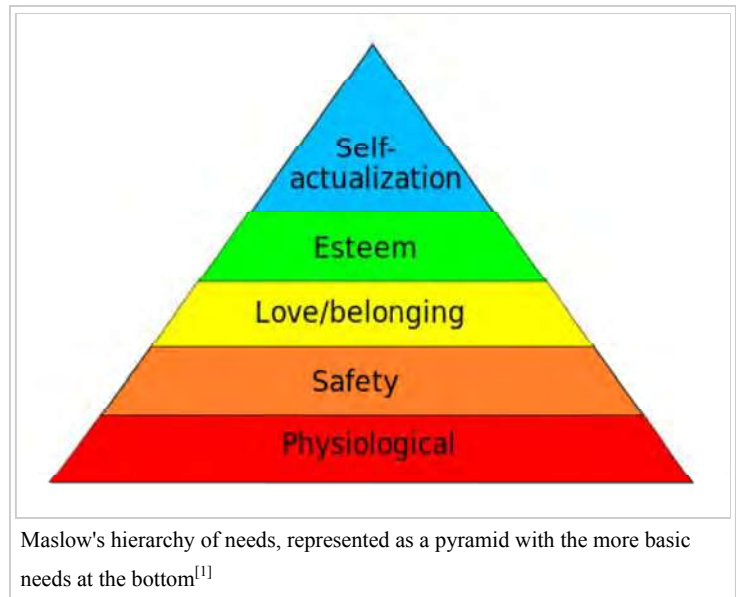 Self-
actualization
Esteem
Love/belonging
Safety
Physiological
Maslow's hierarchy of needs, represented as a pyramid with the more basic
needs at the bottom[1]